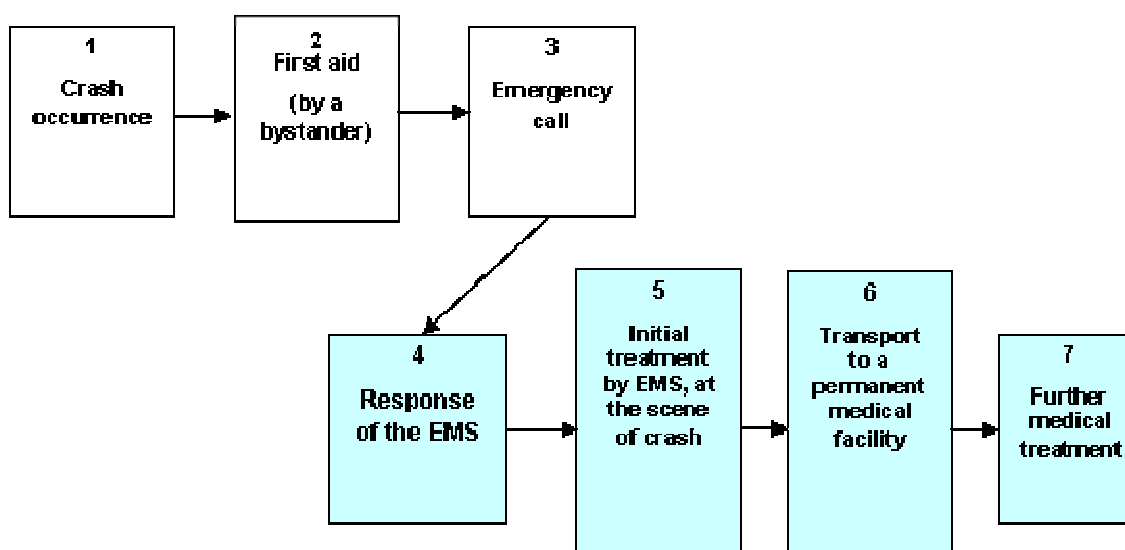 1
Crash
occurrence
2
First aid
(by a
bystander)
3
Emergency
call
4
Response
of the EMS
5
Initial
treatment
by EMS, at
the scene
of crash
6
Transport
to a
permanent
medical
facility
7
Further
medical
treatment